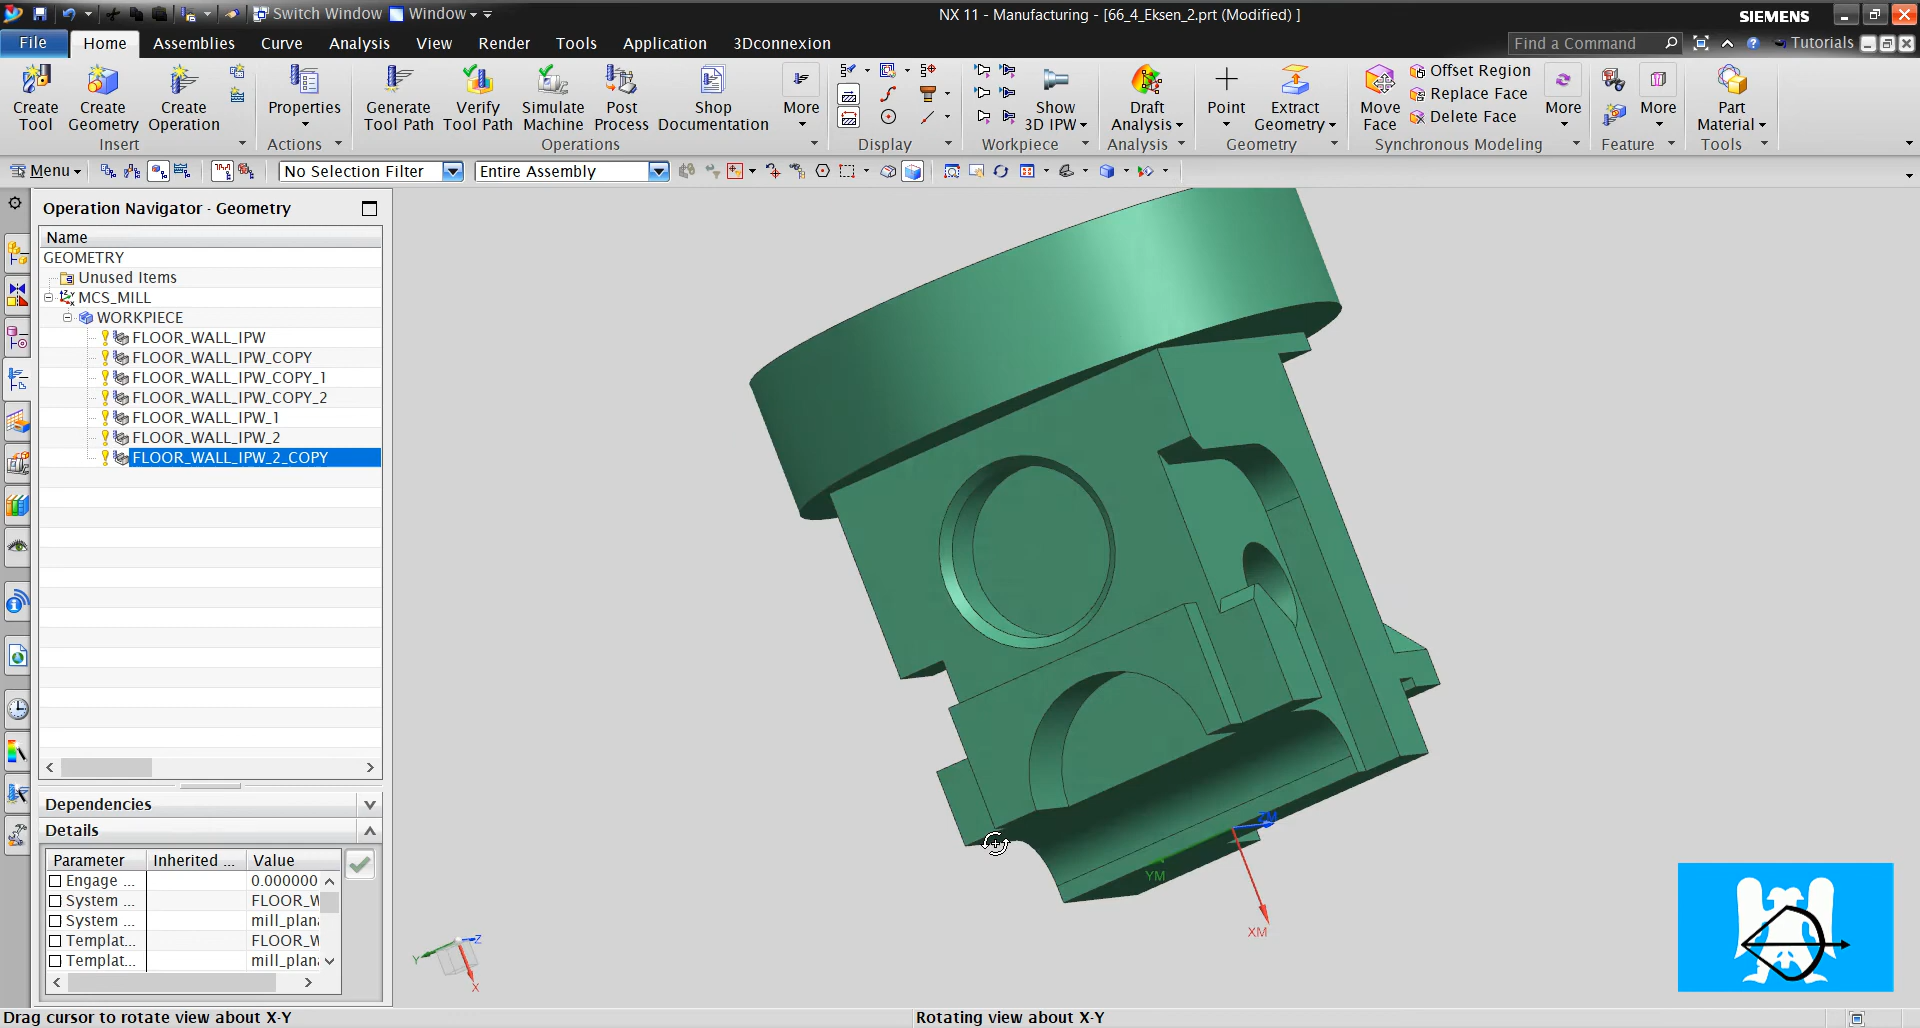 Switch Window
Window
NX 11 - Manufacturing - [66_4_Eksen_2.prt (Modified) ]
SIEMENS
File
Home
Assemblies
Curve
Analysis
View
Render
Tools
Application
3Dconnexion
Find a Command
Tutorials
Create Tool
Create Geometry
Create Operation
Insert
Properties
Actions
Generate Tool Path
Verify Tool Path
Simulate Machine
Post Process
Shop Documentation
More
Operations
Display
Show 3D IPW
Workpiece
Draft Analysis
Analysis
Point
Extract Geometry
Geometry
Move Face
Offset Region
Replace Face
Delete Face
More
Synchronous Modeling
More
Feature
Part Material
Tools
Menu
No Selection Filter
Entire Assembly
Operation Navigator - Geometry
Name
GEOMETRY
Unused Items
MCS_MILL
WORKPIECE
FLOOR_WALL_IPW
FLOOR_WALL_IPW_COPY
FLOOR_WALL_IPW_COPY_1
FLOOR_WALL_IPW_COPY_2
FLOOR_WALL_IPW_1
FLOOR_WALL_IPW_2
FLOOR_WALL_IPW_2_COPY
Dependencies
Details
Parameter Inherited ... Value
Engage ... 0.000000
System ... FLOOR_W
System ... mill_plan
Templat... FLOOR_W
Templat... mill_plan
ZM
YM
XM
Z
Y
X
Drag cursor to rotate view about X-Y
Rotating view about X-Y